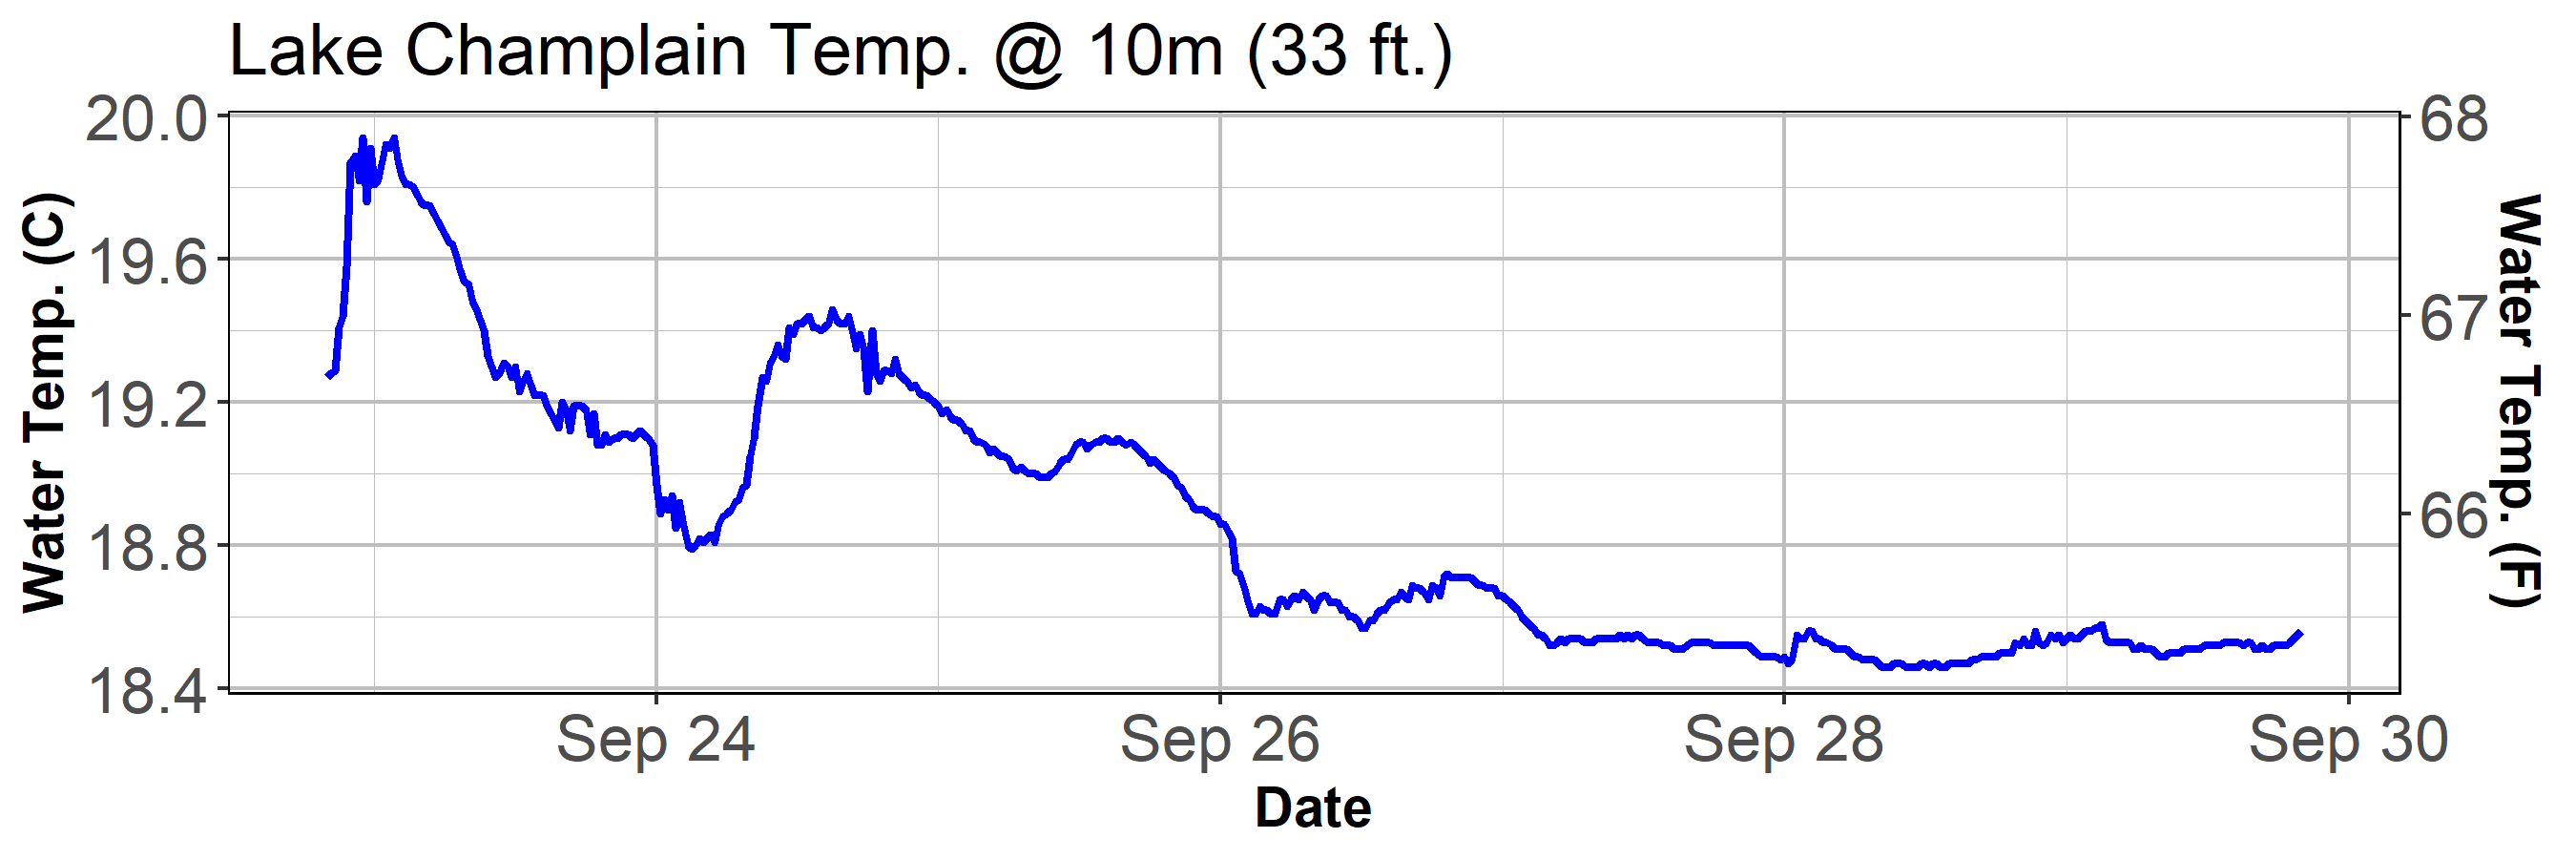 Lake Champlain Temp. @ 10m (33 ft.)
Water Temp. (C)
20.0
19.6
19.2
18.8
18.4
68
67
66
Water Temp. (F)
Sep 24
Sep 26
Sep 28
Sep 30
Date